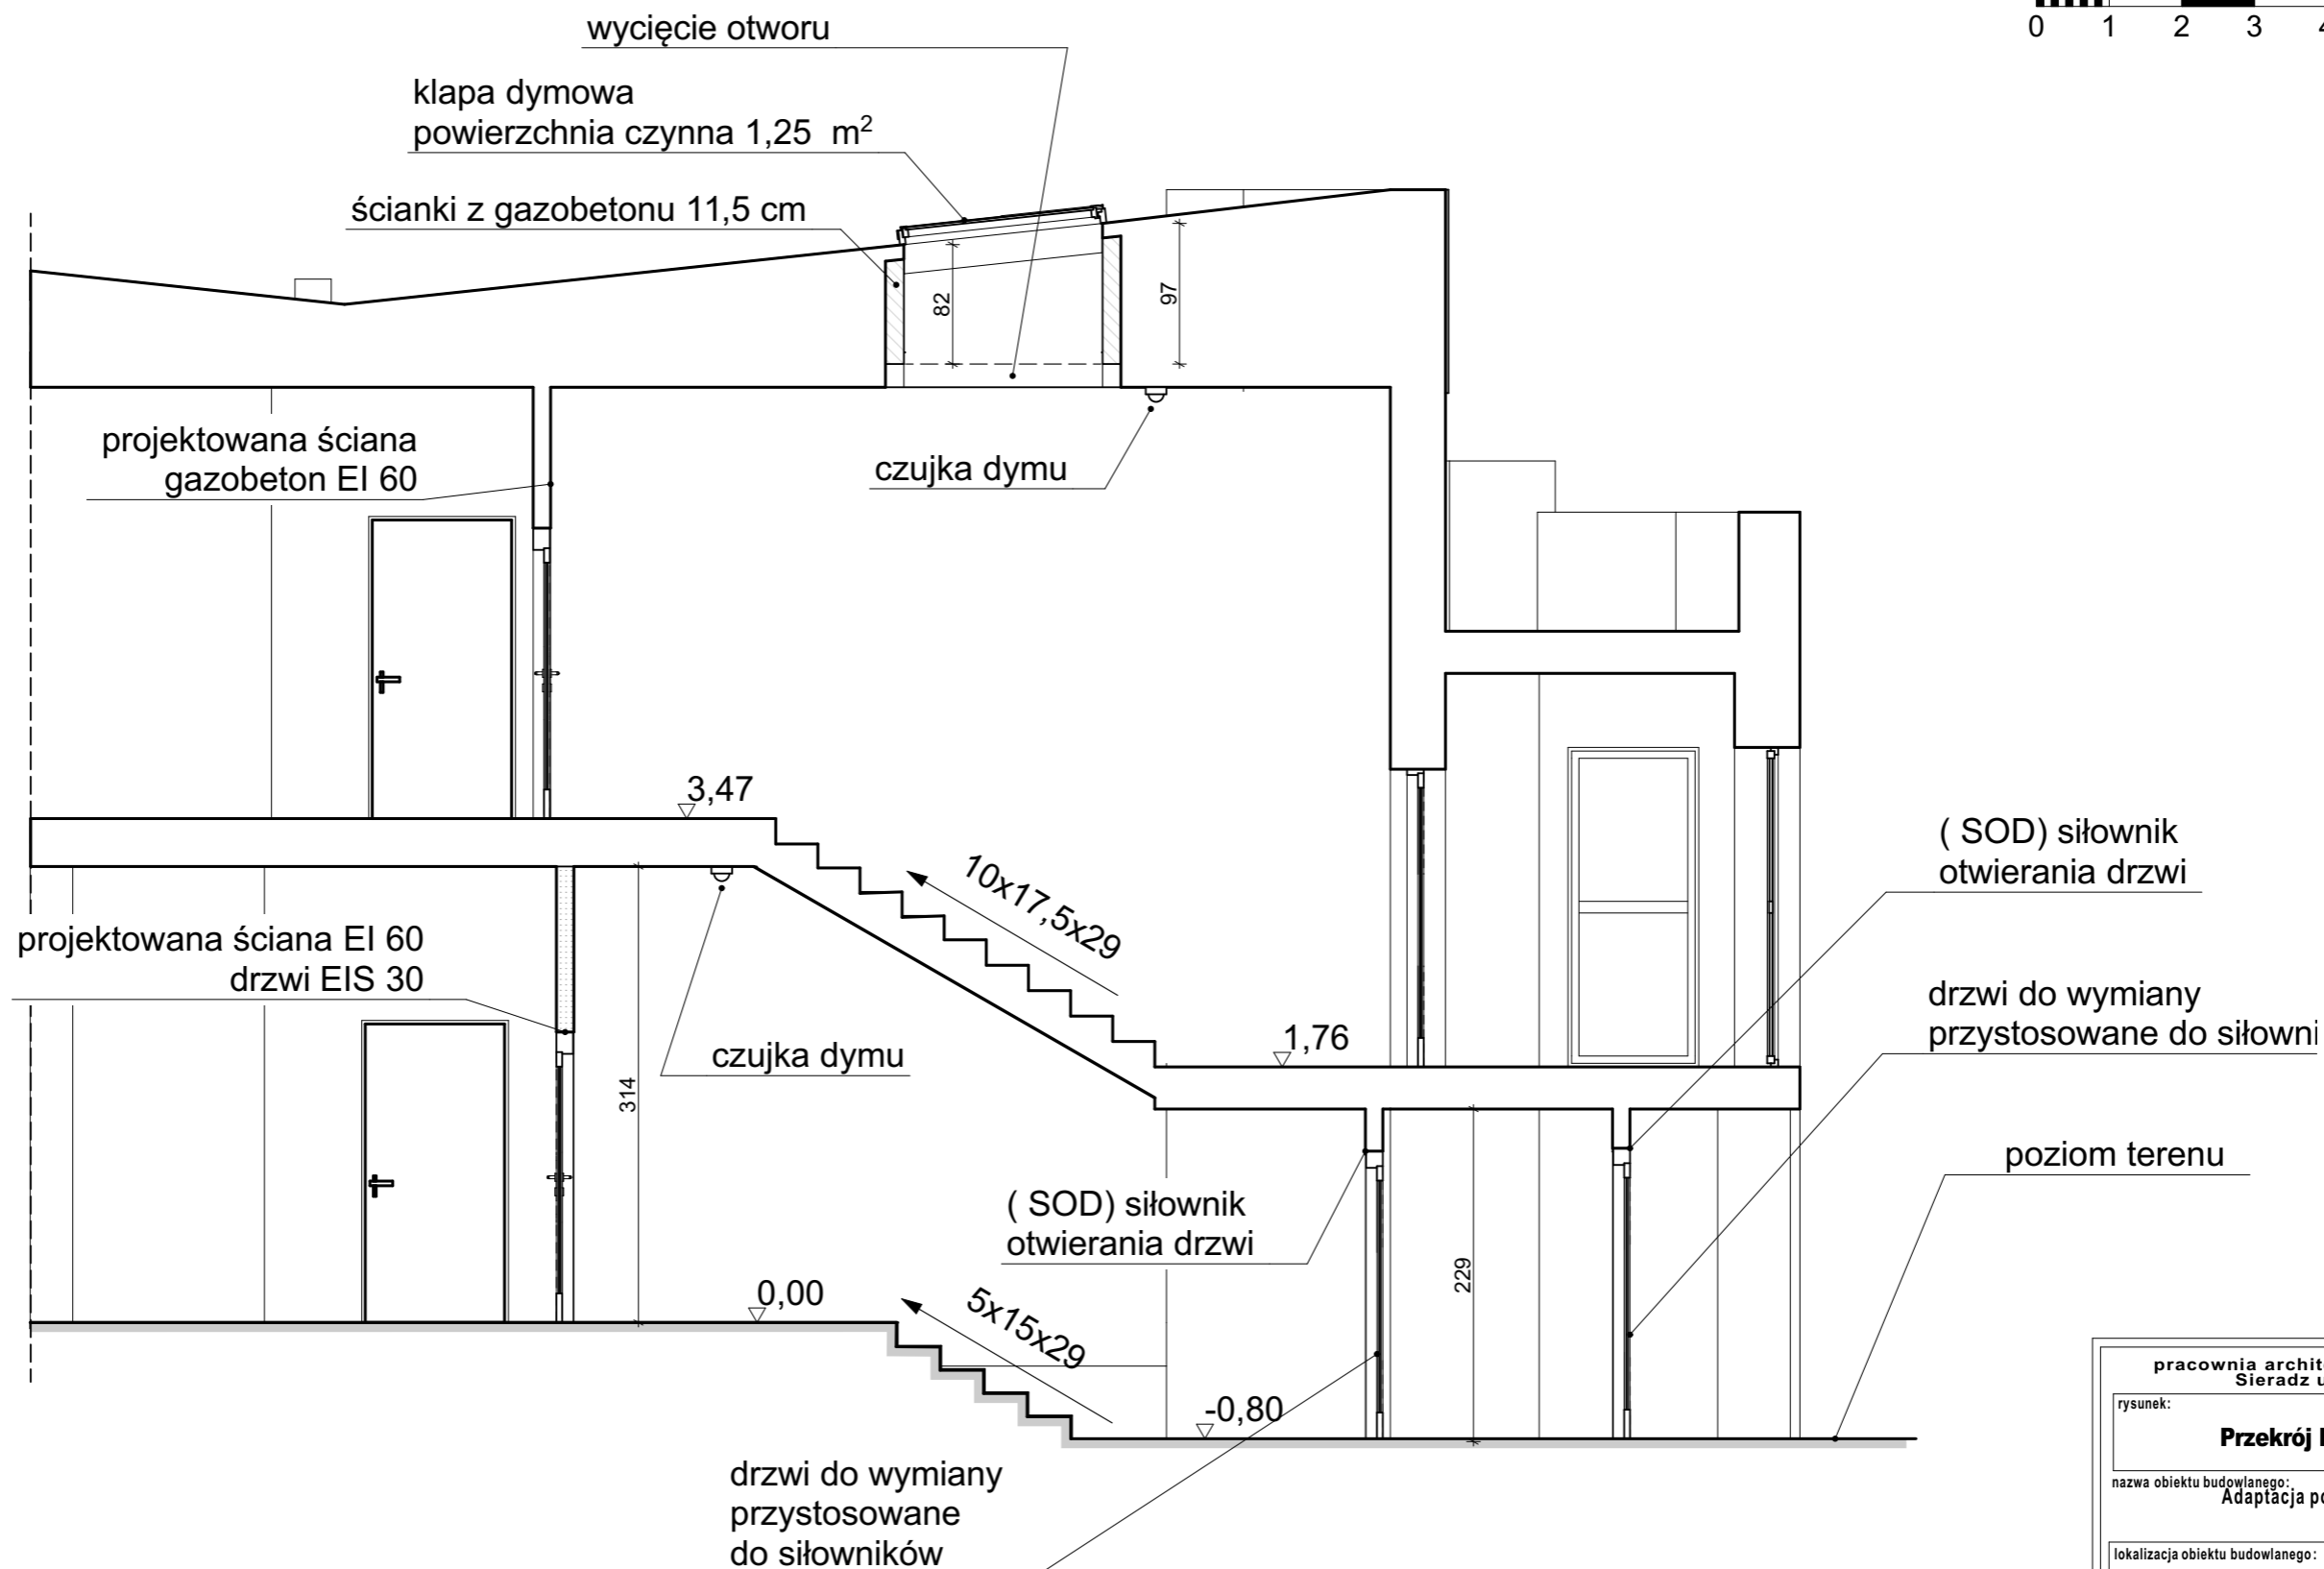 0 1 2 3 4
wycięcie otworu
klapa dymowa
powierzchnia czynna 1,25 m²
ścianki z gazobetonu 11,5 cm
82
97
projektowana ściana
gazobeton EI 60
czujka dymu
3,47
10x17,5x29
( SOD) siłownik
otwierania drzwi
projektowana ściana EI 60
drzwi EIS 30
drzwi do wymiany
przystosowane do siłowni
1,76
czujka dymu
314
poziom terenu
( SOD) siłownik
otwierania drzwi
229
0,00
5x15x29
-0,80
drzwi do wymiany
przystosowane
do siłowników
pracownia archit
Sieradz u
rysunek:
Przekrój
nazwa obiektu budowlanego:
Adaptacja po
lokalizacja obiektu budowlanego: